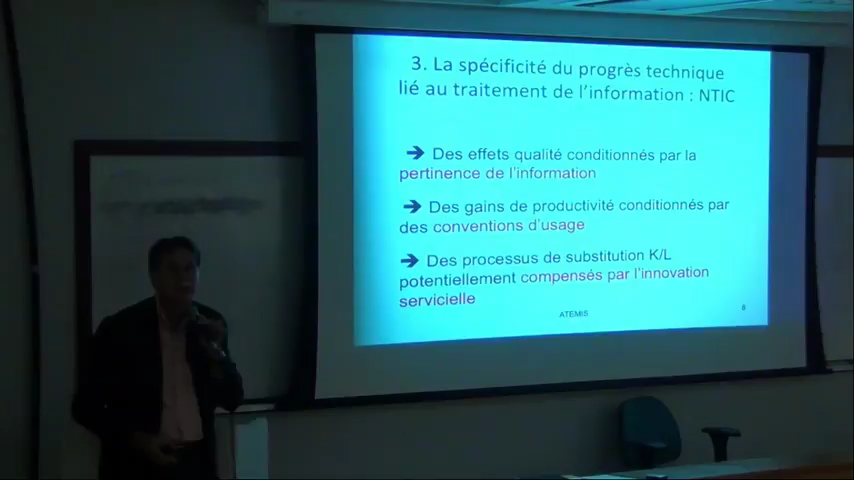 3. La spécificité du progrès technique
lié au traitement de l'information : NTIC
➔ Des effets qualité conditionnés par la
pertinence de l'information
➔ Des gains de productivité conditionnés par
des conventions d'usage
➔ Des processus de substitution K/L
potentiellement compensés par l'innovation
servicielle
ATEMIS
6